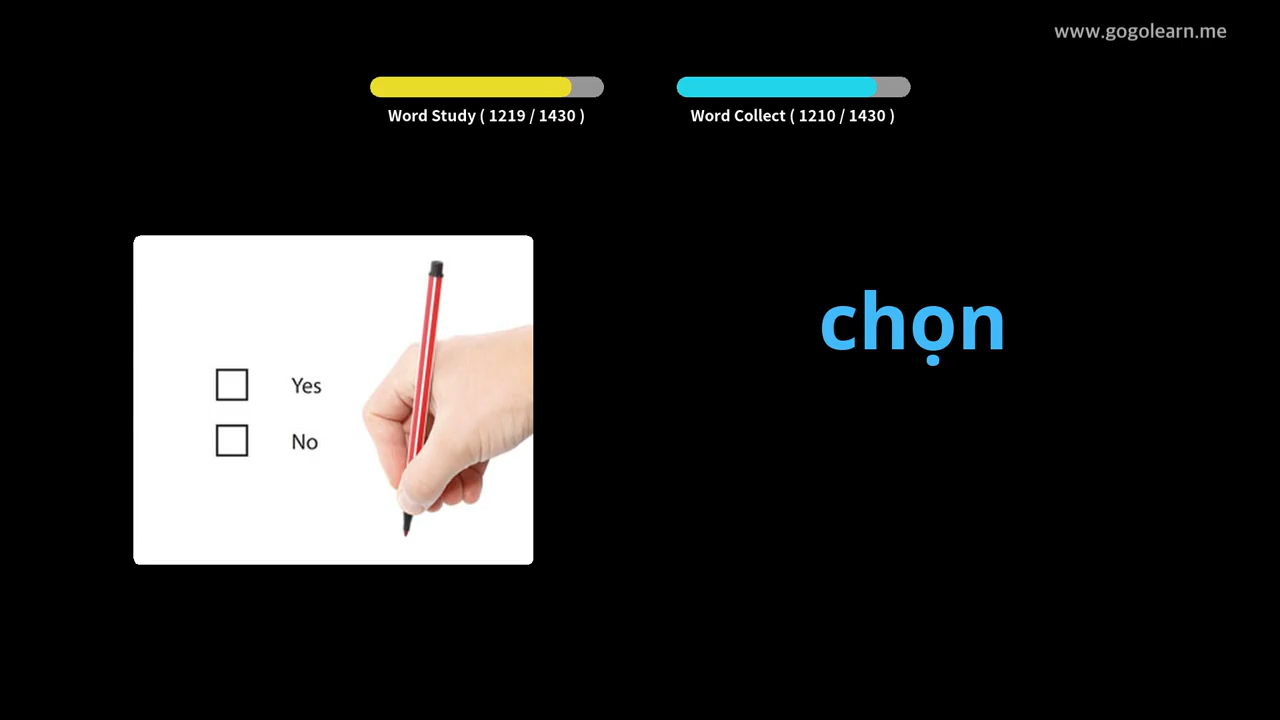 www.gogolearn.me
Word Study ( 1219 / 1430 )
Word Collect ( 1210 / 1430 )
Yes
No
chọn